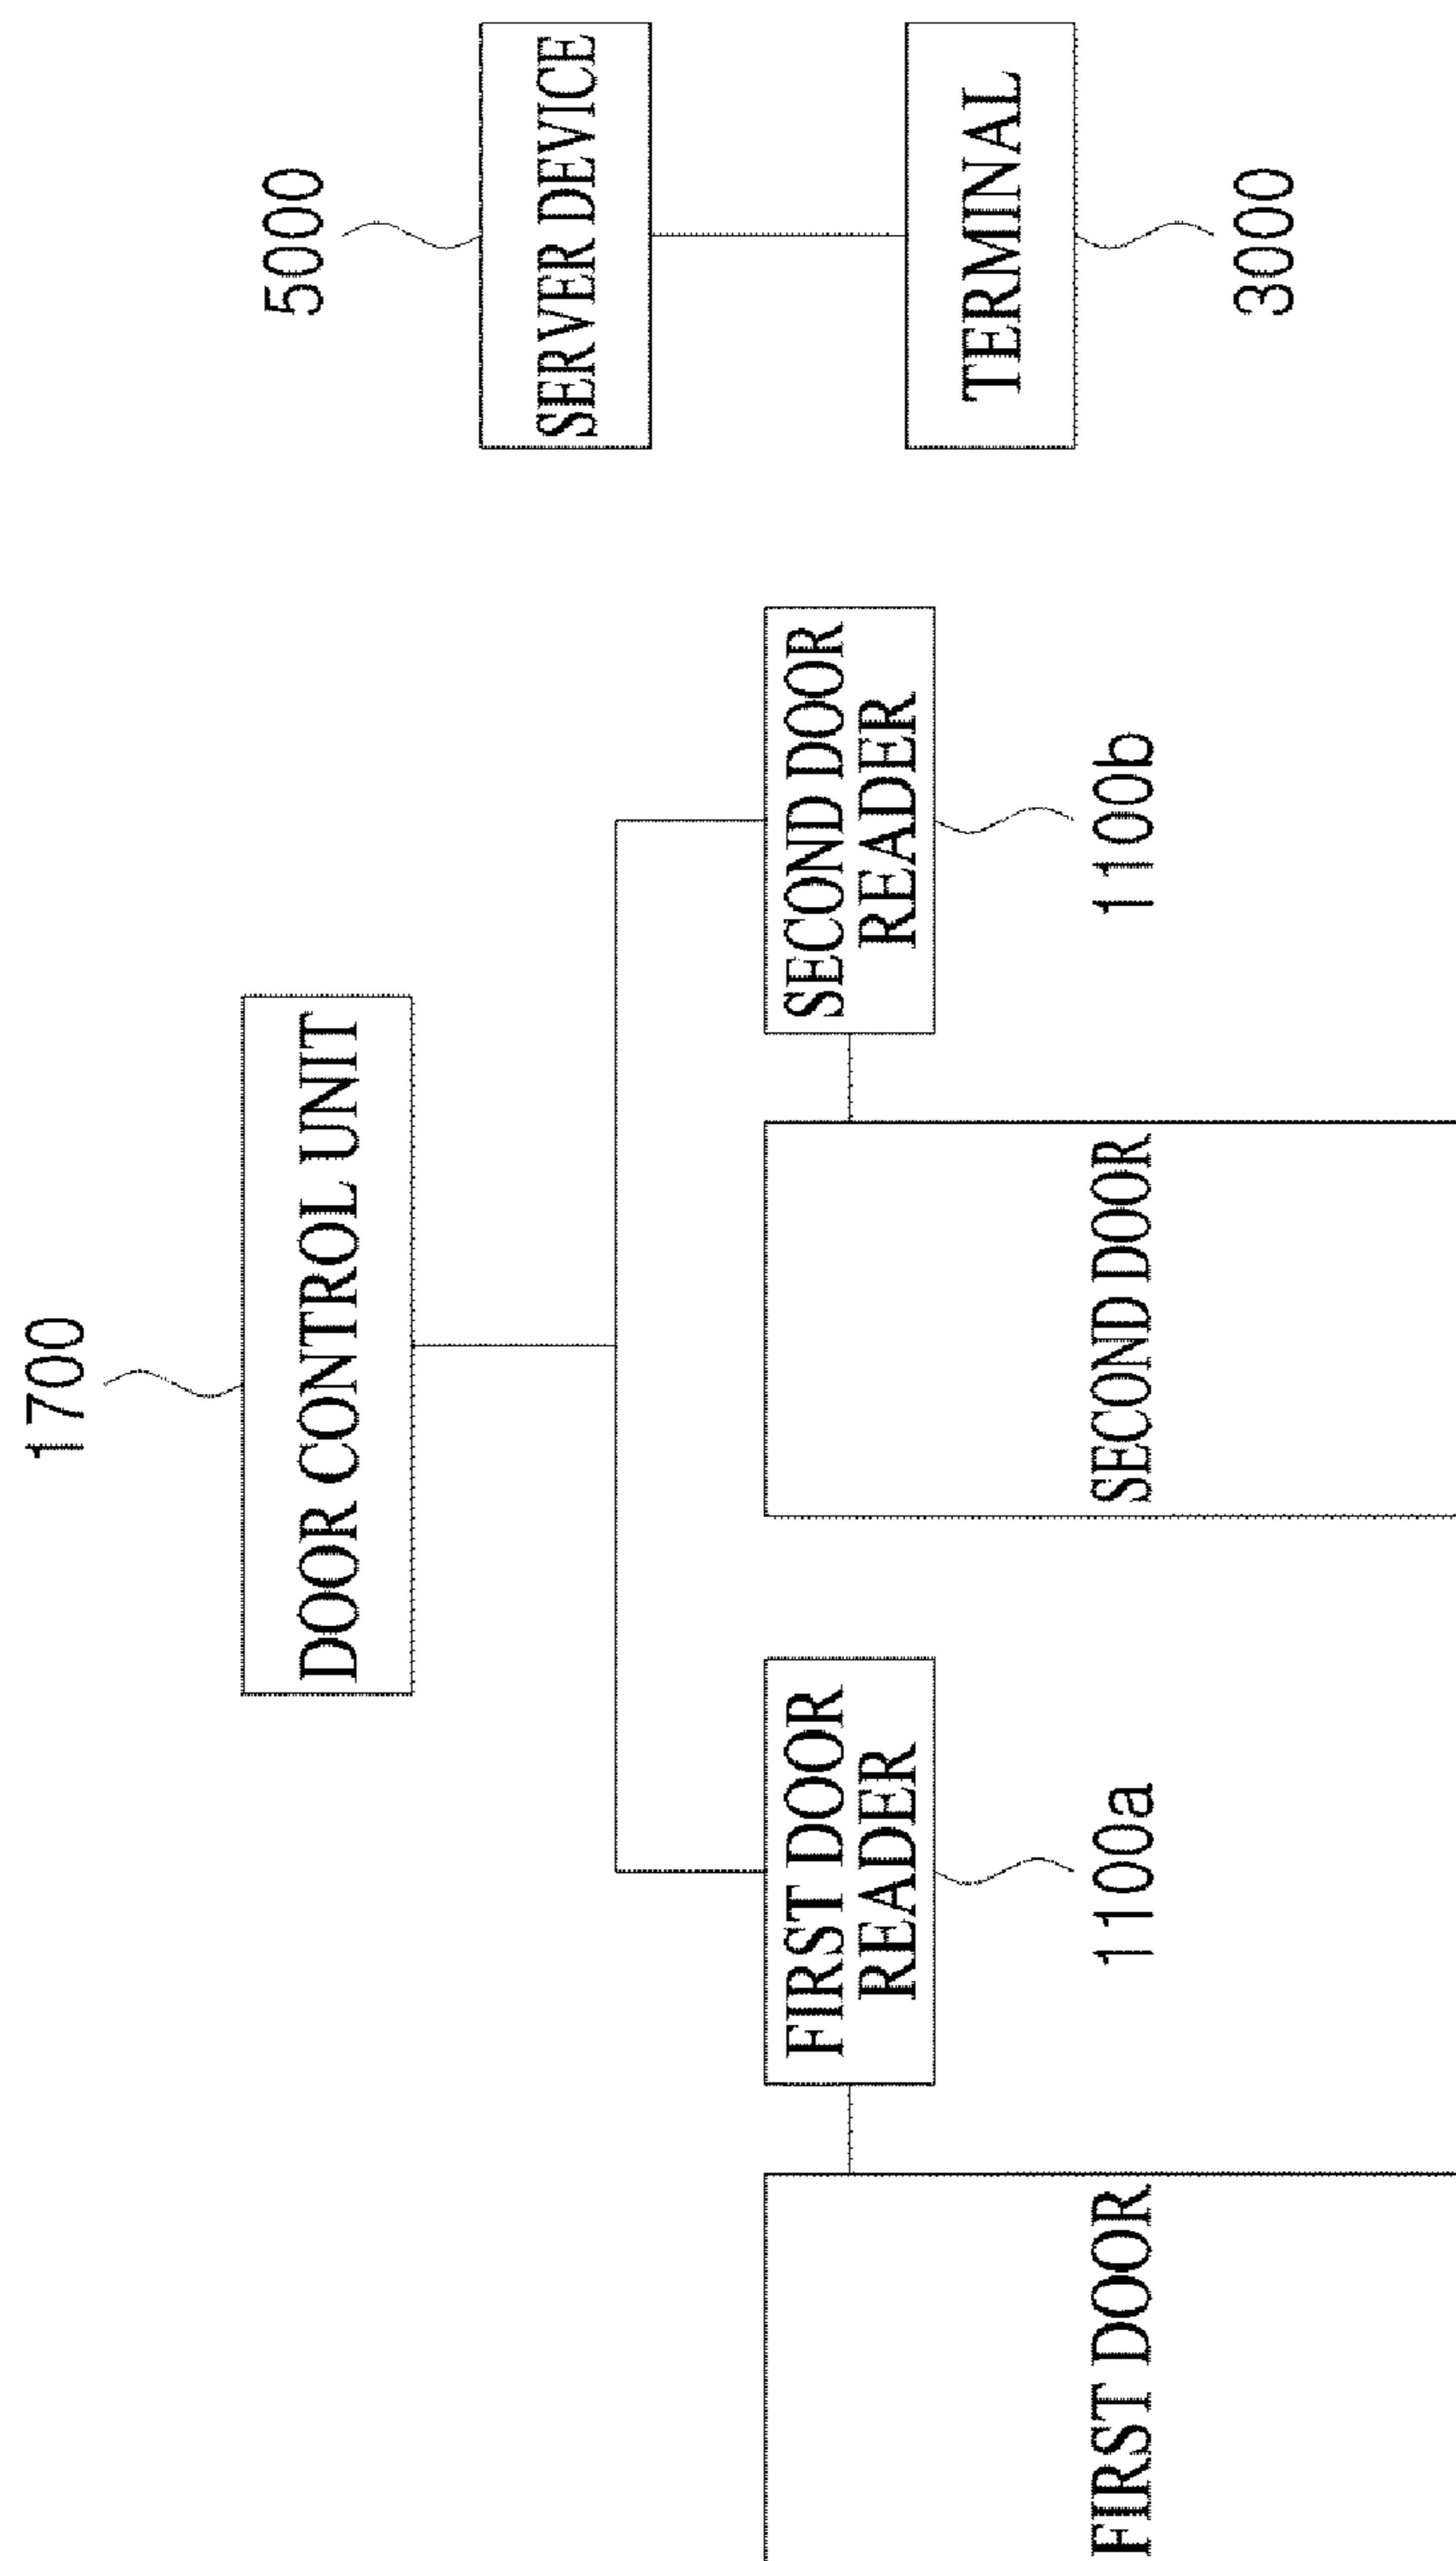 1700
DOOR CONTROL UNIT
5000
SERVER DEVICE
FIRST DOOR
READER
1100a
SECOND DOOR
READER
1100b
TERMINAL
3000
FIRST DOOR
SECOND DOOR